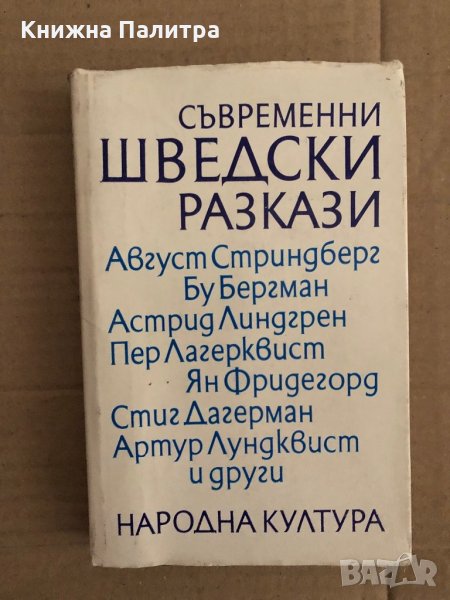 Книжна Палитра
СЪВРЕМЕННИ
ШВЕДСКИ
РАЗКАЗИ
Август Стриндберг
Бу Бергман
Астрид Линдгрен
Пер Лагерквист
Ян Фридегорд
Стиг Дагерман
Артур Лундквист
и други
НАРОДНА КУЛТУРА
BAZAR